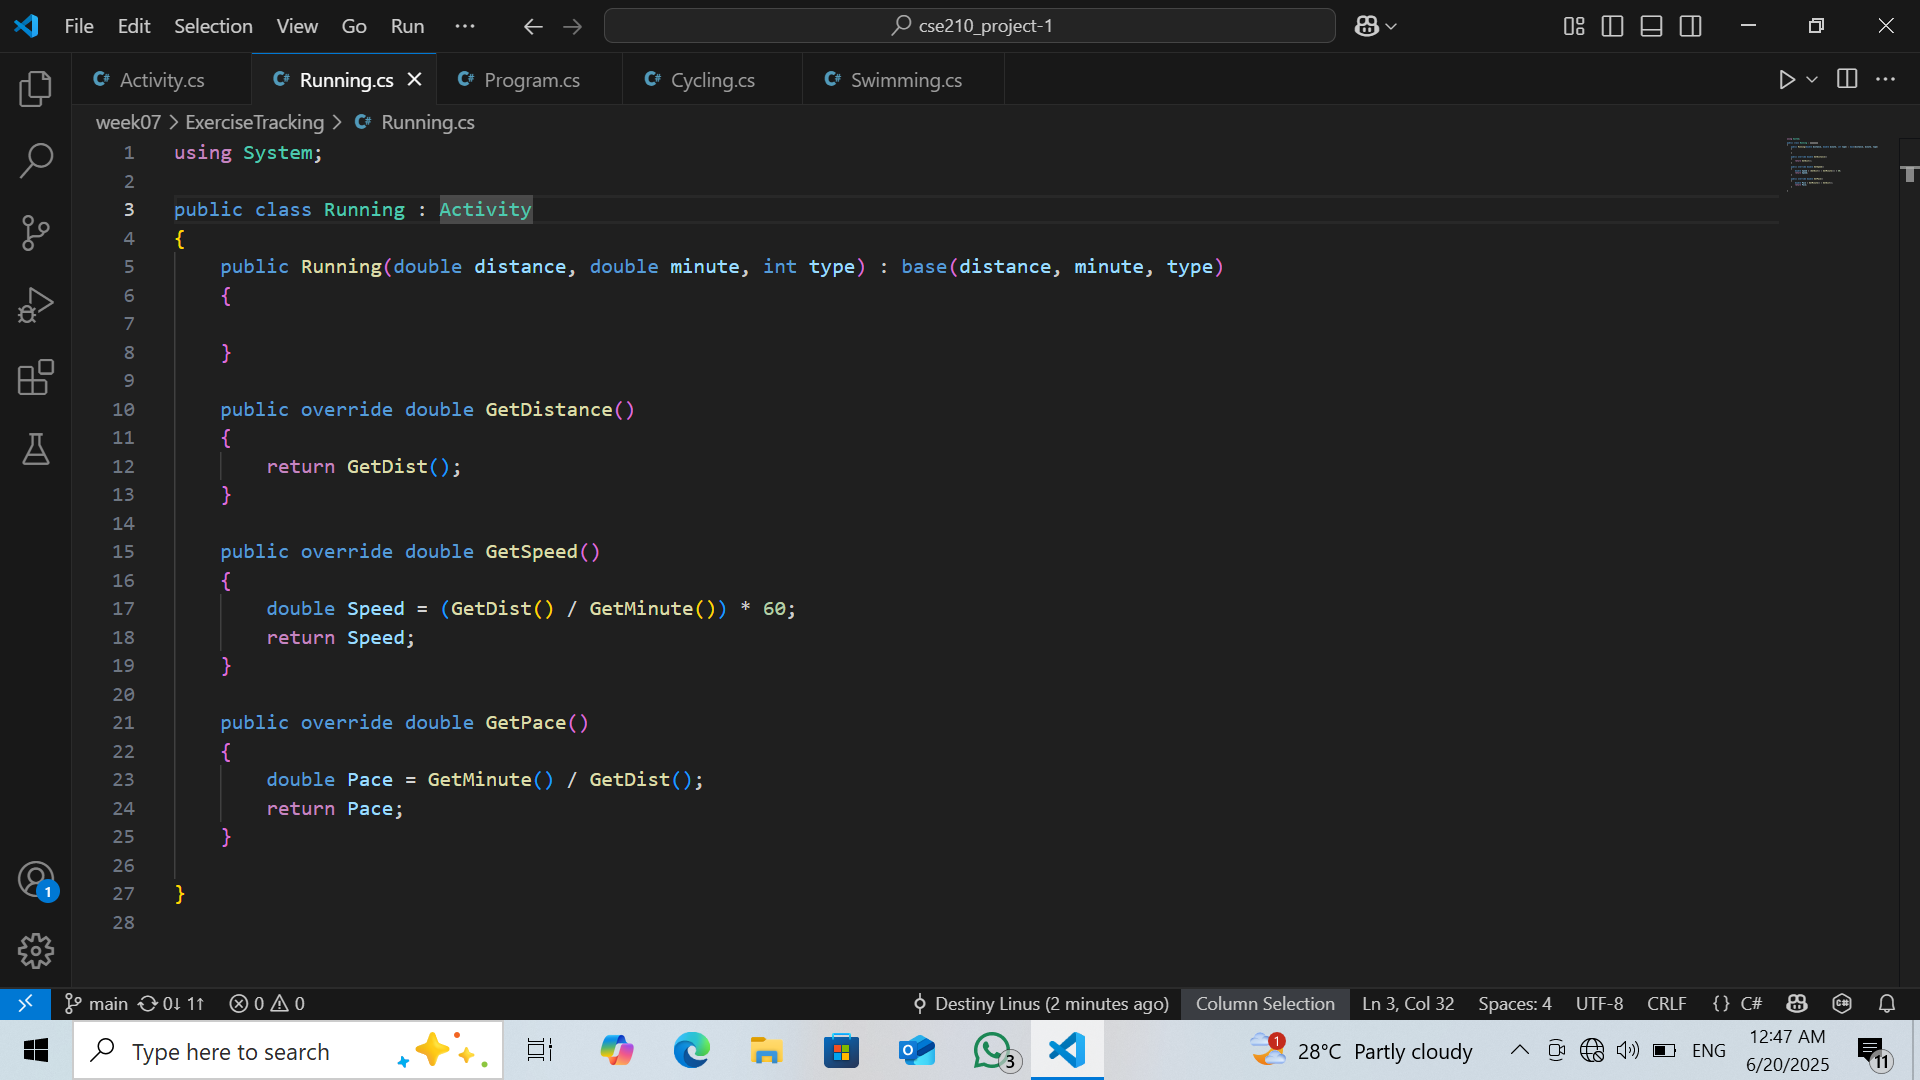 File Edit Selection View Go Run ... cse210_project-1
Activity.cs Running.cs Program.cs Cycling.cs Swimming.cs
week07 > ExerciseTracking > Running.cs
1 using System;
2
3 public class Running : Activity
4 {
5 public Running(double distance, double minute, int type) : base(distance, minute, type)
6 {
7
8 }
9
10 public override double GetDistance()
11 {
12 return GetDist();
13 }
14
15 public override double GetSpeed()
16 {
17 double Speed = (GetDist() / GetMinute()) * 60;
18 return Speed;
19 }
20
21 public override double GetPace()
22 {
23 double Pace = GetMinute() / GetDist();
24 return Pace;
25 }
26
27 }
28
1
main 0↓ 1↑ 0 0 Destiny Linus (2 minutes ago) Column Selection Ln 3, Col 32 Spaces: 4 UTF-8 CRLF {} C#
Type here to search 3 1 28°C Partly cloudy ENG 12:47 AM 11
6/20/2025